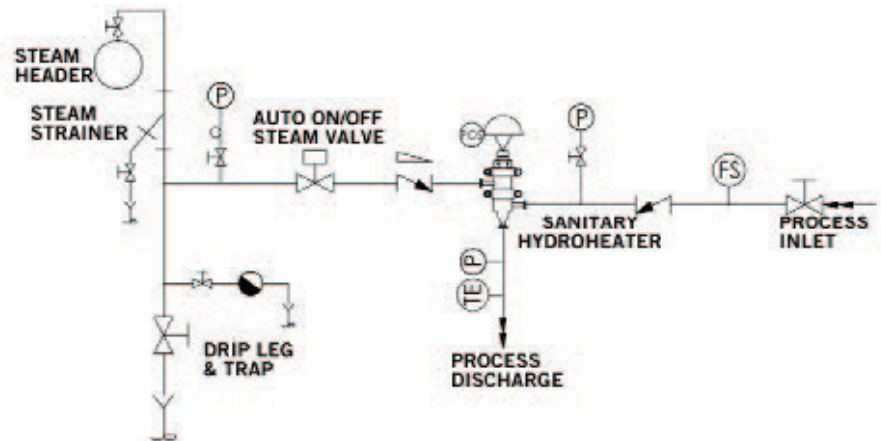 STEAM
HEADER
STEAM
STRAINER
P
AUTO ON/OFF
STEAM VALVE
P
FS
SANITARY
HYDROHEATER
PROCESS
INLET
P
TE
DRIP LEG
& TRAP
PROCESS
DISCHARGE